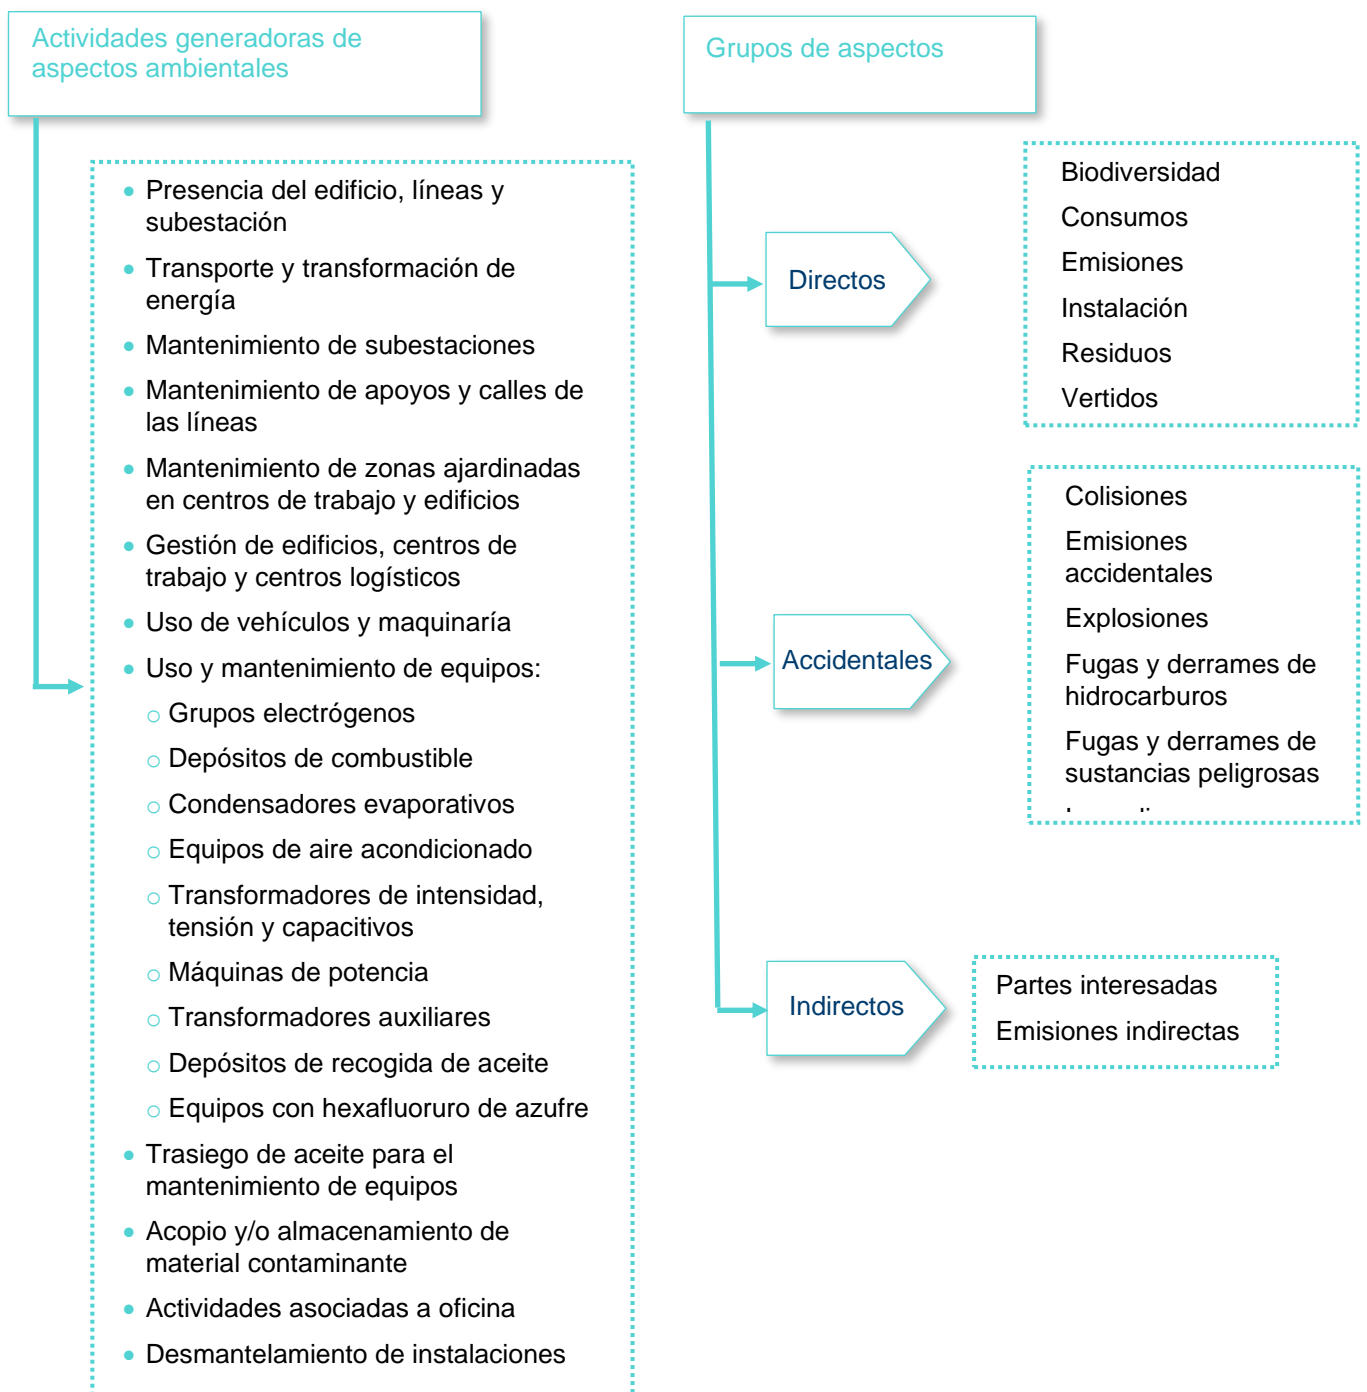 Actividades generadoras de
aspectos ambientales
• Presencia del edificio, líneas y
subestación
• Transporte y transformación de
energía
• Mantenimiento de subestaciones
• Mantenimiento de apoyos y calles de
las líneas
• Mantenimiento de zonas ajardinadas
en centros de trabajo y edificios
• Gestión de edificios, centros de
trabajo y centros logísticos
• Uso de vehículos y maquinaría
• Uso y mantenimiento de equipos:
o Grupos electrógenos
o Depósitos de combustible
o Condensadores evaporativos
o Equipos de aire acondicionado
o Transformadores de intensidad,
tensión y capacitivos
o Máquinas de potencia
o Transformadores auxiliares
o Depósitos de recogida de aceite
o Equipos con hexafluoruro de azufre
• Trasiego de aceite para el
mantenimiento de equipos
• Acopio y/o almacenamiento de
material contaminante
• Actividades asociadas a oficina
• Desmantelamiento de instalaciones
Grupos de aspectos
Directos
Biodiversidad
Consumos
Emisiones
Instalación
Residuos
Vertidos
Accidentales
Colisiones
Emisiones
accidentales
Explosiones
Fugas y derrames de
hidrocarburos
Fugas y derrames de
sustancias peligrosas
Indirectos
Partes interesadas
Emisiones indirectas